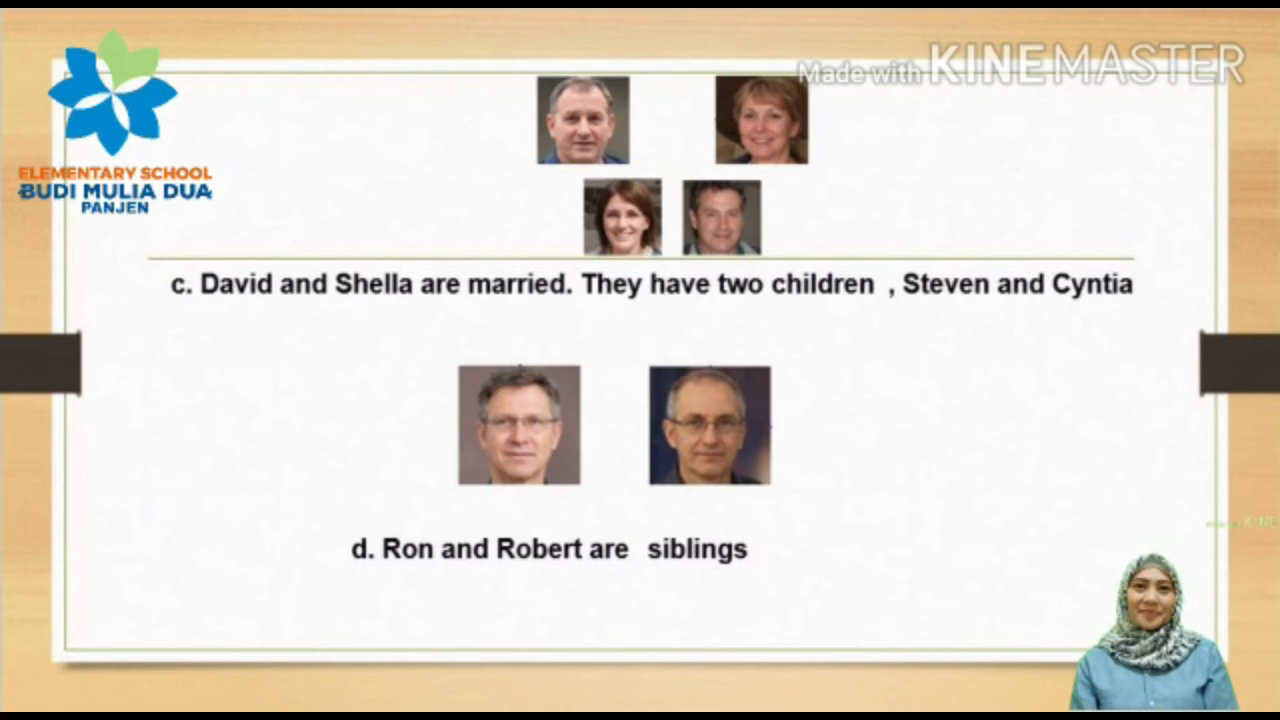 Made with KINEMASTER
ELEMENTARY SCHOOL
BUDI MULIA DUA
PANJEN
c. David and Shella are married. They have two children , Steven and Cyntia
d. Ron and Robert are siblings